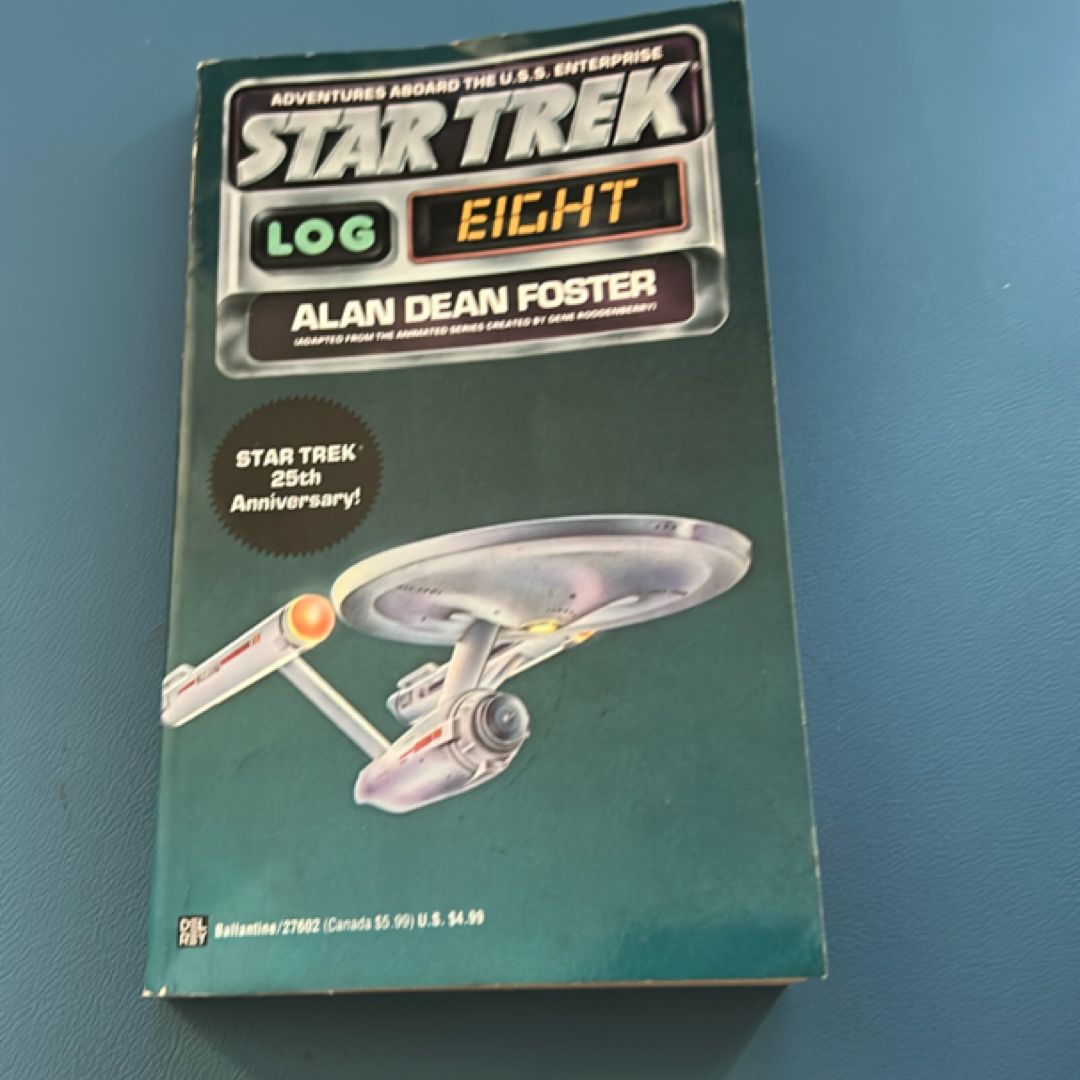 ADVENTURES ABOARD THE U.S.S. ENTERPRISE
STAR TREK
LOG EIGHT
ALAN DEAN FOSTER
(ADAPTED FROM THE ANIMATED SERIES CREATED BY GENE RODDENBERRY)
STAR TREK
25th
Anniversary!
DEL
REY
Ballantine/27602 (Canada $5.99) U.S. $4.99